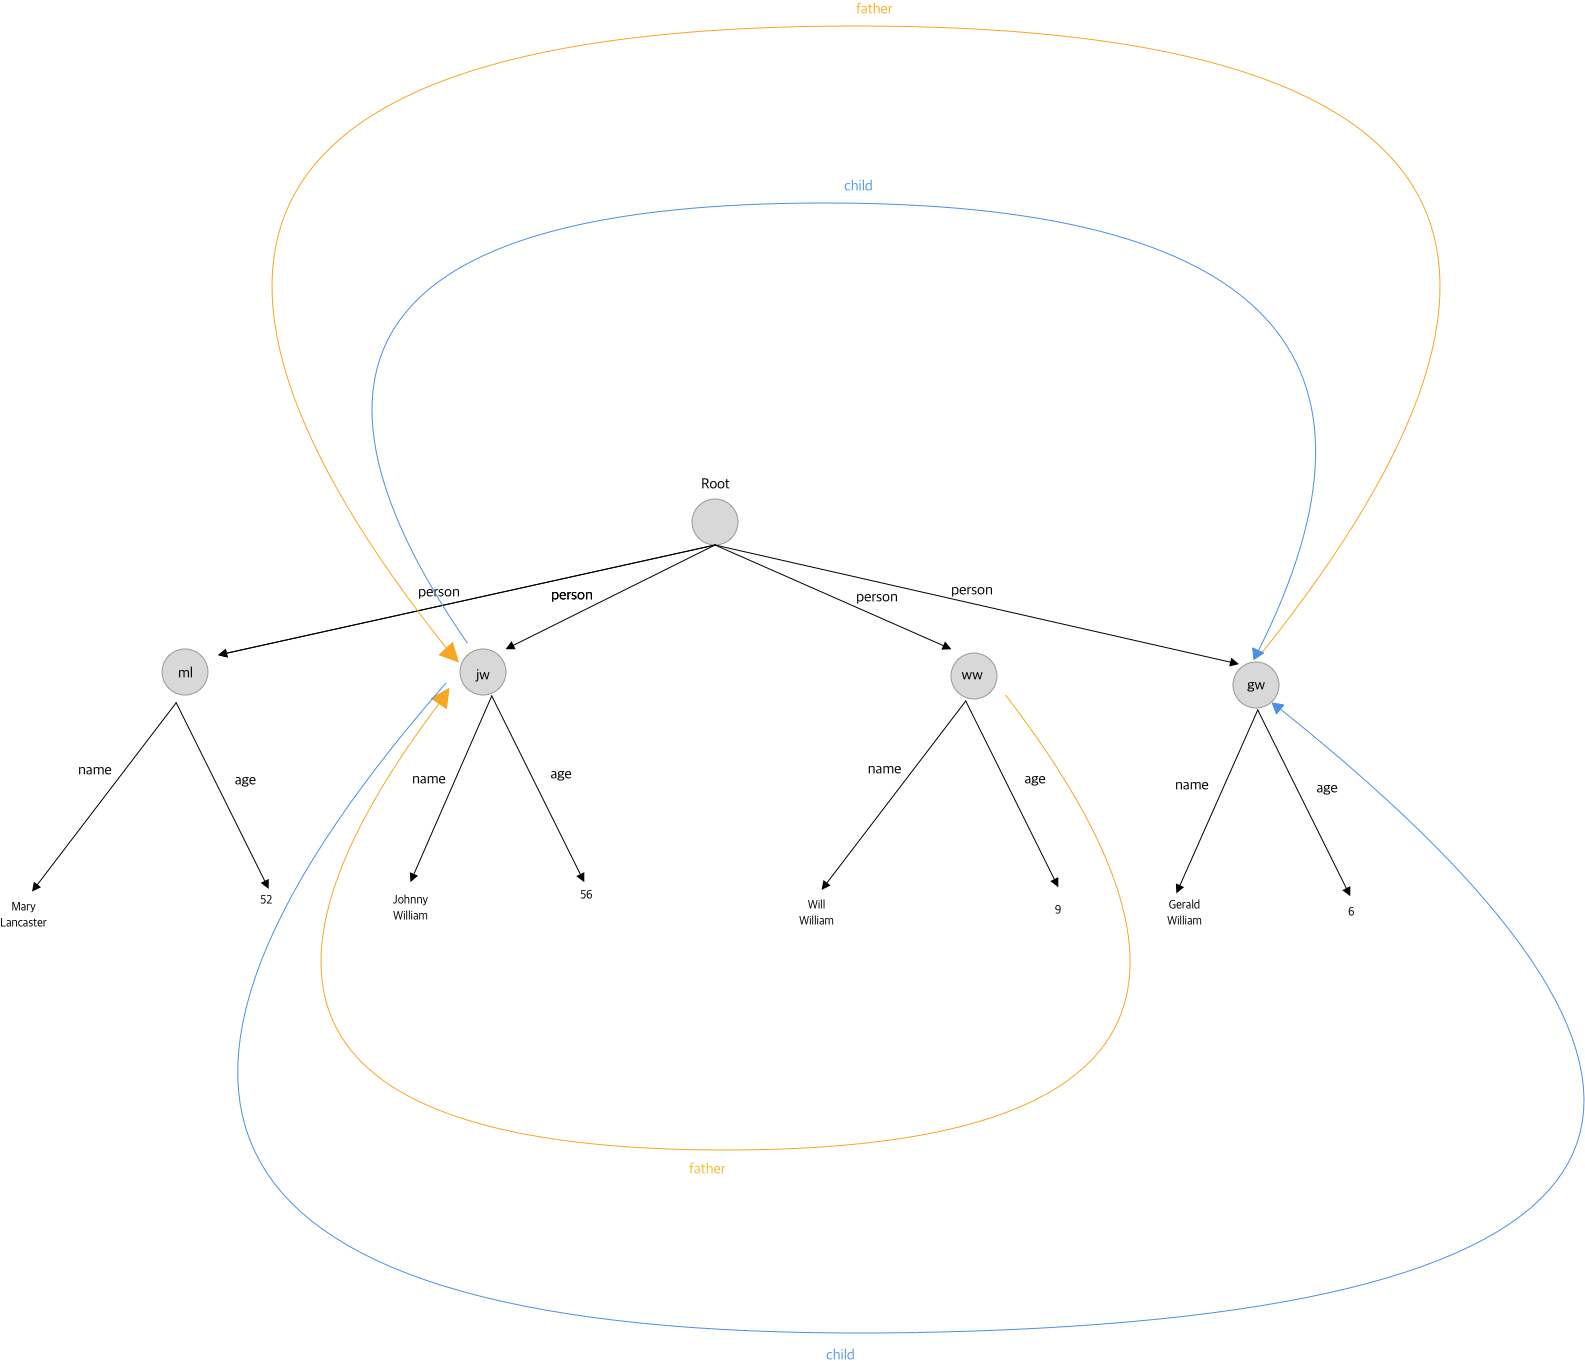 father
child
Root
person
person
person
person
ml
jw
ww
gw
name
age
name
age
name
age
name
age
Mary
Lancaster
52
Johnny
William
56
Will
William
9
Gerald
William
6
father
child